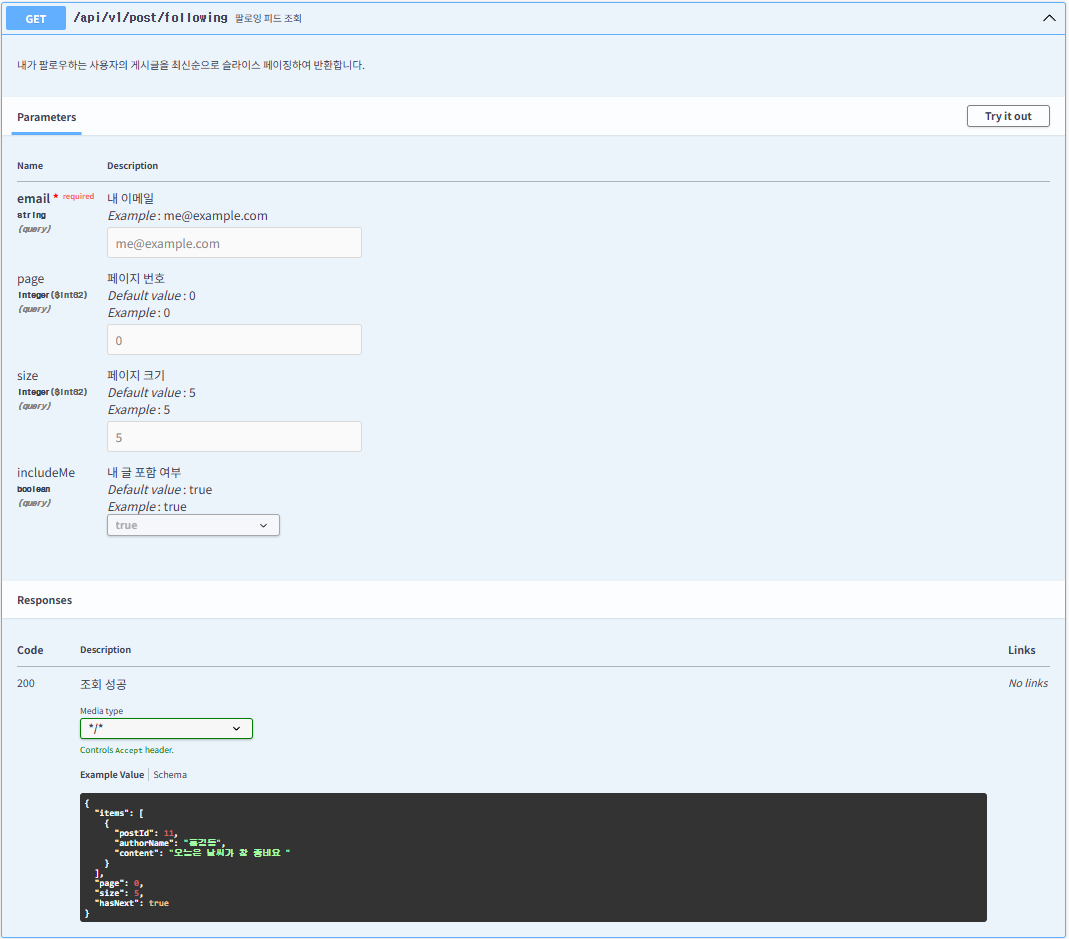 GET /api/v1/post/following 팔로잉 피드 조회
내가 팔로우하는 사용자의 게시글을 최신순으로 슬라이스 페이징하여 반환합니다.
Parameters
Try it out
Name Description
email * required
string
(query)
내 이메일
Example : me@example.com
me@example.com
page
integer($int32)
(query)
페이지 번호
Default value : 0
Example : 0
0
size
integer($int32)
(query)
페이지 크기
Default value : 5
Example : 5
5
includeMe
boolean
(query)
내 글 포함 여부
Default value : true
Example : true
true
Responses
Code Description Links
200 조회 성공 No links
Media type
*/*
Controls Accept header.
Example Value Schema
{
"items": [
{
"postId": 11,
"authorName": "홍길동",
"content": "오늘은 날씨가 참 좋네요 "
}
],
"page": 0,
"size": 5,
"hasNext": true
}